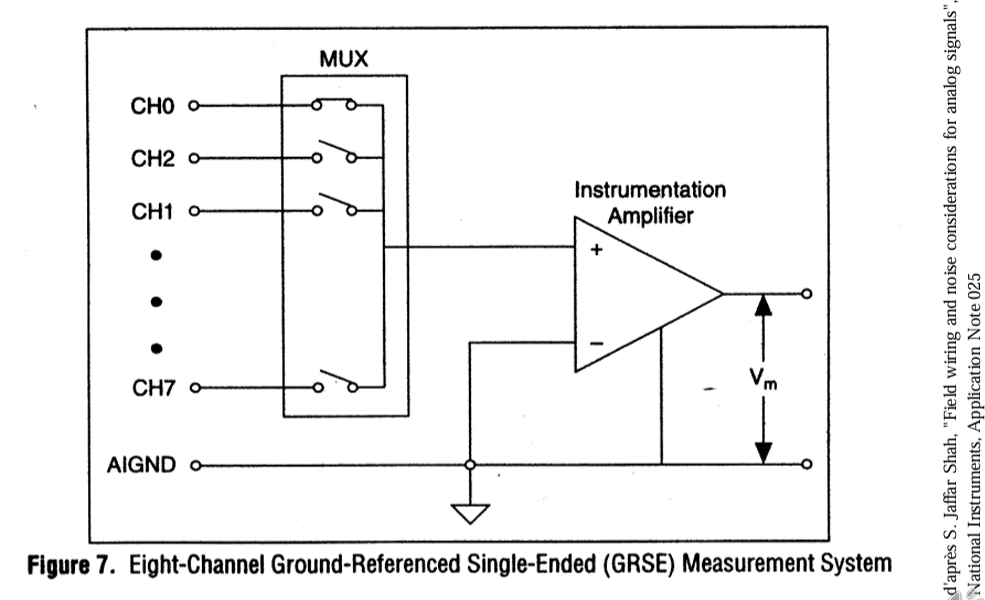 MUX
CH0
CH2
CH1
CH7
AIGND
Instrumentation
Amplifier
+
−
Vm
Figure 7. Eight-Channel Ground-Referenced Single-Ended (GRSE) Measurement System
d'après S. Jaffar Shah, "Field wiring and noise considerations for analog signals",
National Instruments, Application Note 025